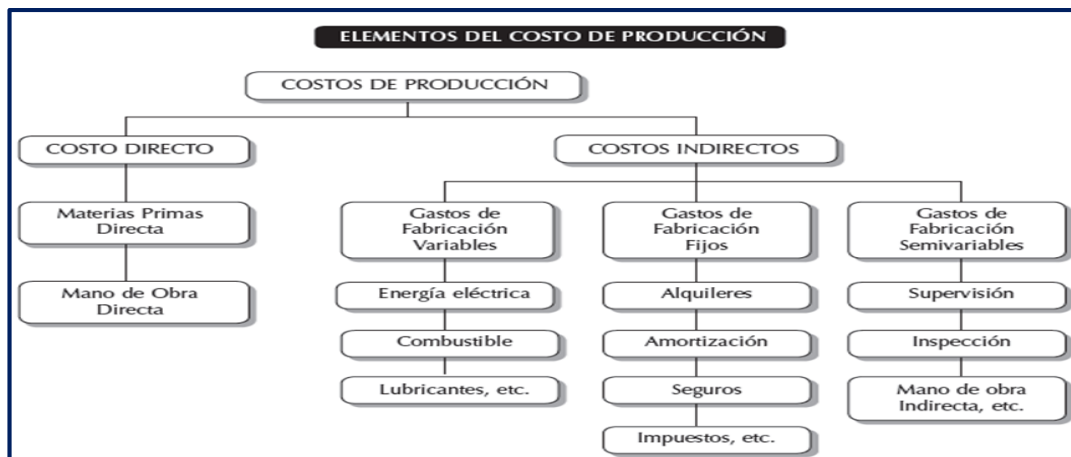 ELEMENTOS DEL COSTO DE PRODUCCIÓN
COSTOS DE PRODUCCIÓN
COSTO DIRECTO
COSTOS INDIRECTOS
Materias Primas
Directa
Mano de Obra
Directa
Gastos de
Fabricación
Variables
Energía eléctrica
Combustible
Lubricantes, etc.
Gastos de
Fabricación
Fijos
Alquileres
Amortización
Seguros
Impuestos, etc.
Gastos de
Fabricación
Semivariables
Supervisión
Inspección
Mano de obra
Indirecta, etc.